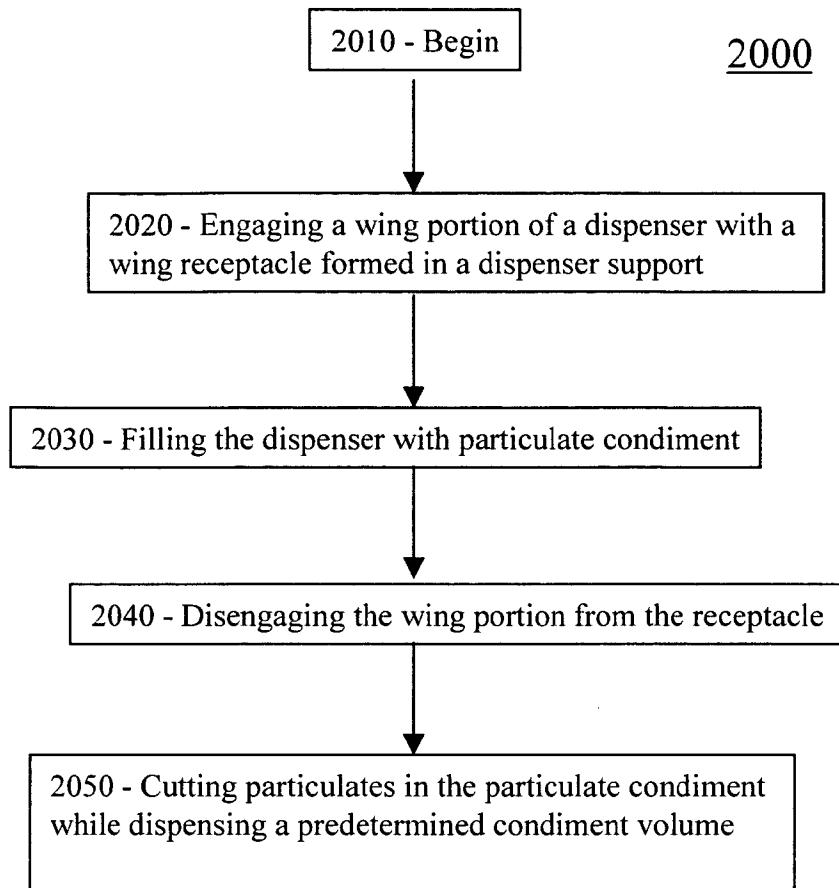 2010 - Begin
2000
2020 - Engaging a wing portion of a dispenser with a
wing receptacle formed in a dispenser support
2030 - Filling the dispenser with particulate condiment
2040 - Disengaging the wing portion from the receptacle
2050 - Cutting particulates in the particulate condiment
while dispensing a predetermined condiment volume